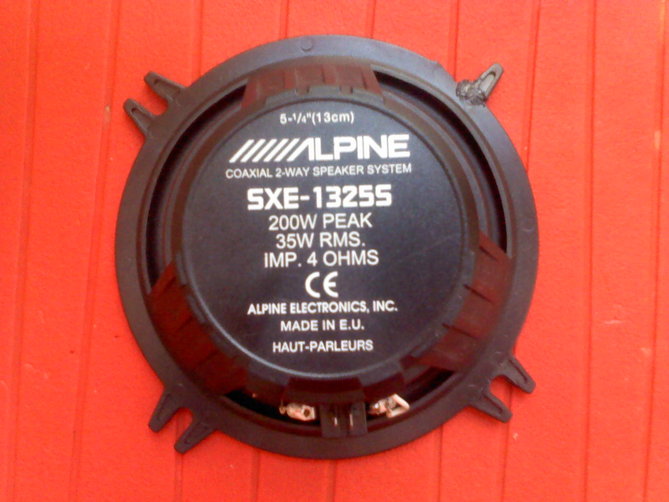 5-1/4"(13cm)
ALPINE
COAXIAL 2-WAY SPEAKER SYSTEM
SXE-1325S
200W PEAK
35W RMS.
IMP. 4 OHMS
CE
ALPINE ELECTRONICS, INC.
MADE IN E.U.
HAUT-PARLEURS